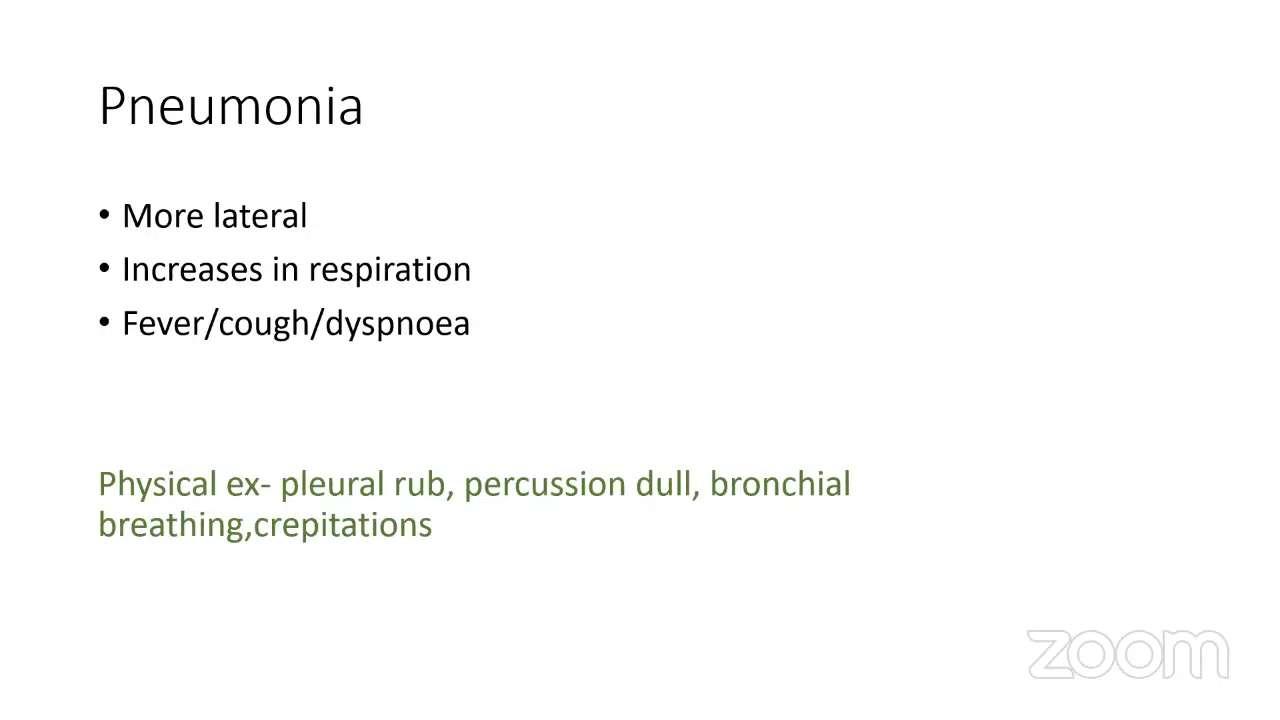 Pneumonia
• More lateral
• Increases in respiration
• Fever/cough/dyspnoea
Physical ex- pleural rub, percussion dull, bronchial
breathing,crepitations
zoom